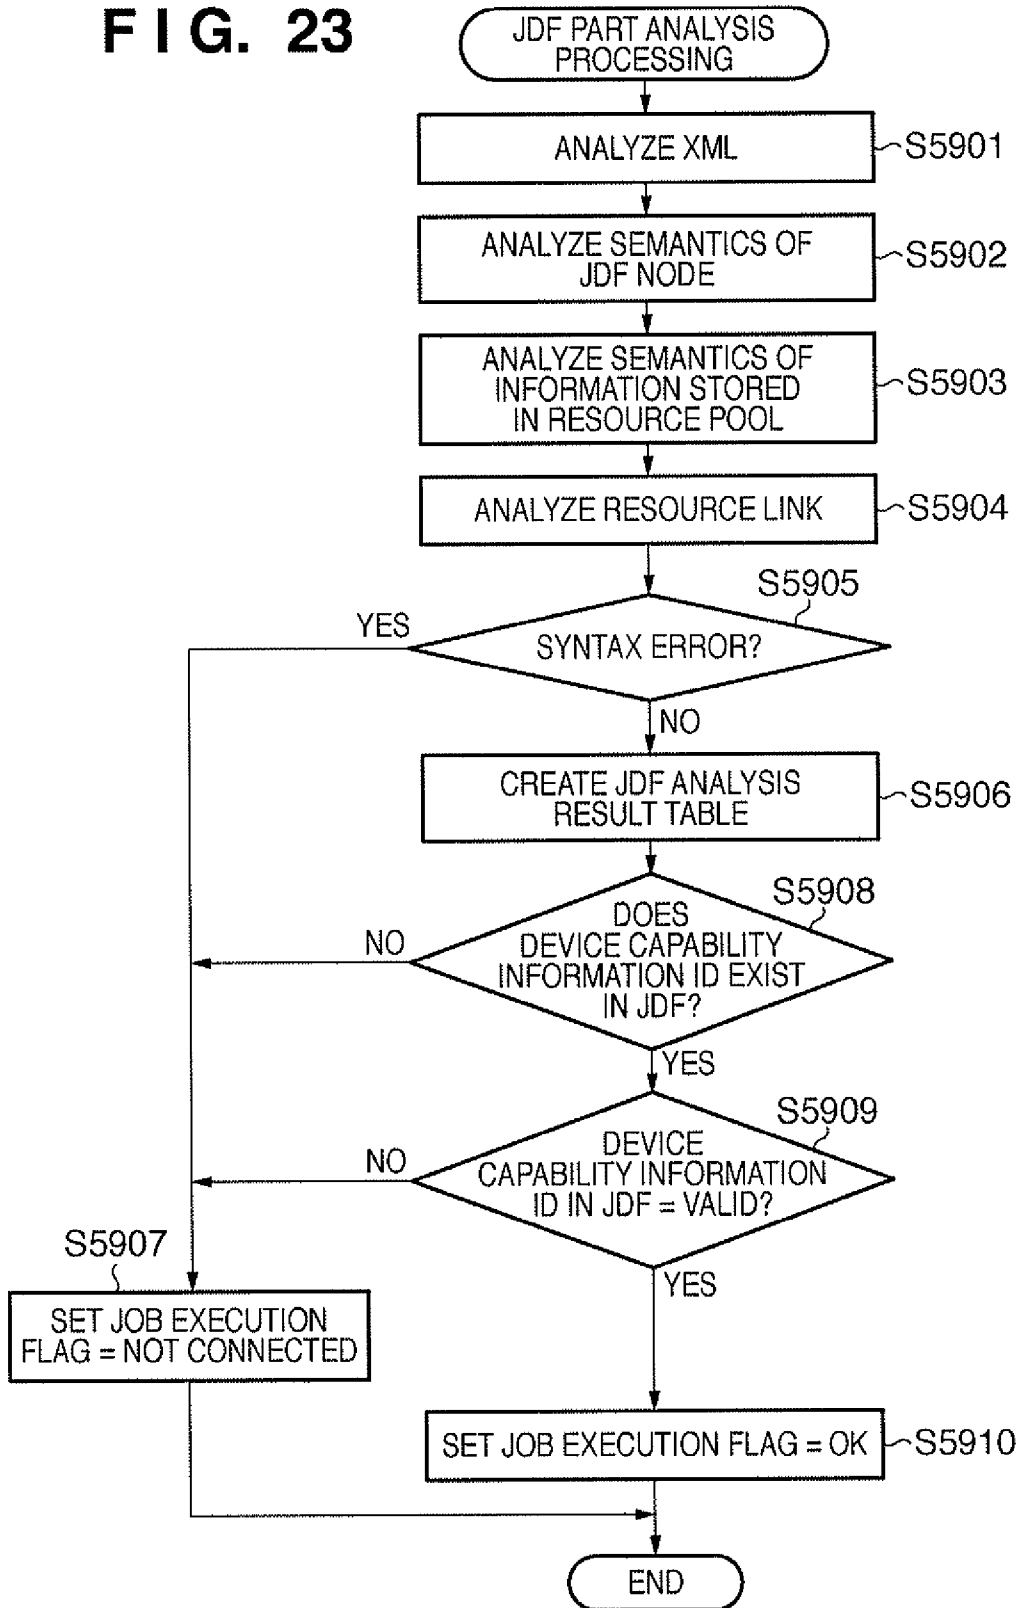 FIG. 23
JDF PART ANALYSIS
PROCESSING
ANALYZE XML
S5901
ANALYZE SEMANTICS OF
JDF NODE
S5902
ANALYZE SEMANTICS OF
INFORMATION STORED
IN RESOURCE POOL
S5903
ANALYZE RESOURCE LINK
S5904
S5905
YES
SYNTAX ERROR?
NO
CREATE JDF ANALYSIS
RESULT TABLE
S5906
S5908
NO
DOES
DEVICE CAPABILITY
INFORMATION ID EXIST
IN JDF?
YES
S5909
NO
DEVICE
CAPABILITY INFORMATION
ID IN JDF = VALID?
YES
S5907
SET JOB EXECUTION
FLAG = NOT CONNECTED
SET JOB EXECUTION FLAG = OK
S5910
END